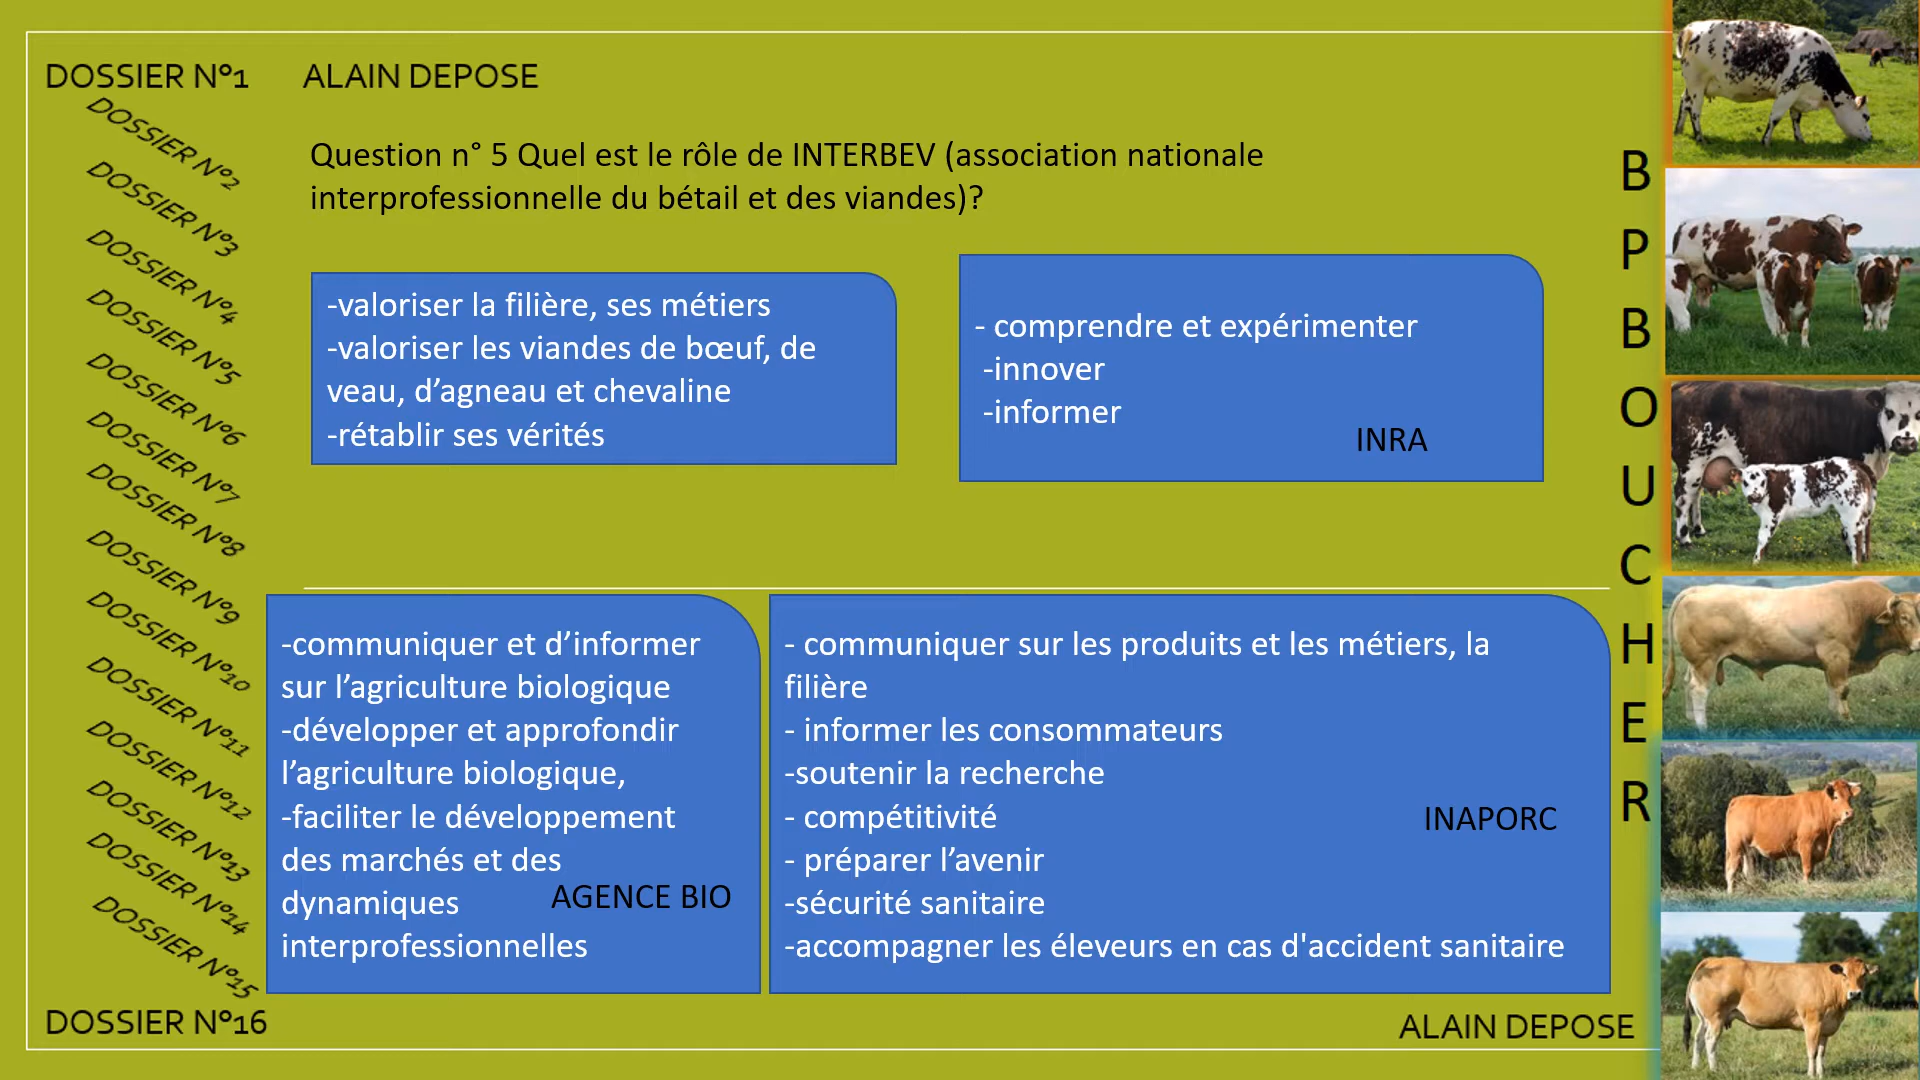 DOSSIER N°1
ALAIN DEPOSE
DOSSIER N°2
DOSSIER N°3
DOSSIER N°4
DOSSIER N°5
DOSSIER N°6
DOSSIER N°7
DOSSIER N°8
DOSSIER N°9
DOSSIER N°10
DOSSIER N°11
DOSSIER N°12
DOSSIER N°13
DOSSIER N°14
DOSSIER N°15
DOSSIER N°16
Question n° 5 Quel est le rôle de INTERBEV (association nationale
interprofessionnelle du bétail et des viandes)?
-valoriser la filière, ses métiers
-valoriser les viandes de bœuf, de
veau, d’agneau et chevaline
-rétablir ses vérités
- comprendre et expérimenter
-innover
-informer
INRA
-communiquer et d’informer
sur l’agriculture biologique
-développer et approfondir
l’agriculture biologique,
-faciliter le développement
des marchés et des
dynamiques
interprofessionnelles
AGENCE BIO
- communiquer sur les produits et les métiers, la
filière
- informer les consommateurs
-soutenir la recherche
- compétitivité
- préparer l’avenir
-sécurité sanitaire
-accompagner les éleveurs en cas d'accident sanitaire
INAPORC
B
P
B
O
U
C
H
E
R
ALAIN DEPOSE